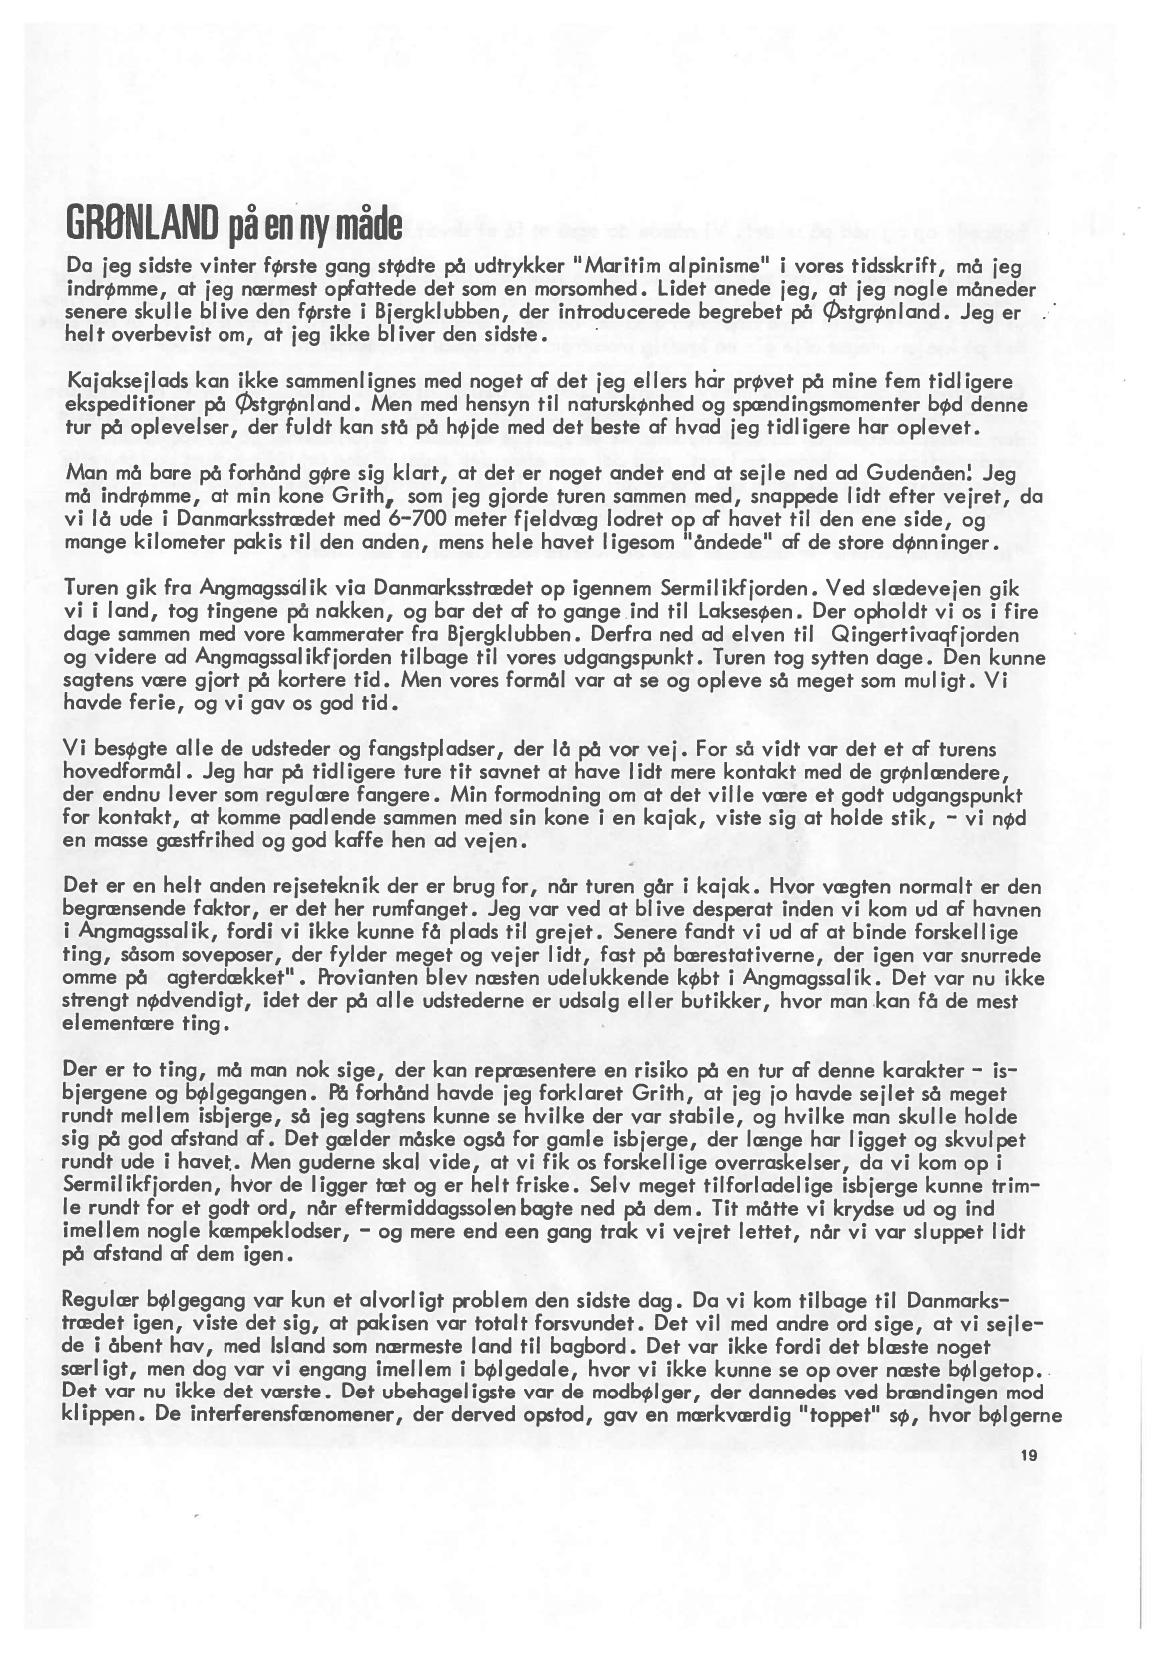 GRØNLAND på en ny måde
Da jeg sidste vinter første gang stødte på udtrykker "Maritim alpinisme" i vores tidsskrift, må jeg
indrømme, at jeg nærmest opfattede det som en morsomhed. Lidet anede jeg, at jeg nogle måneder
senere skulle blive den første i Bjergklubben, der introducerede begrebet på Østgrønland. Jeg er
helt overbevist om, at jeg ikke bliver den sidste.
Kajaksejlads kan ikke sammenlignes med noget af det jeg ellers har prøvet på mine fem tidligere
ekspeditioner på Østgrønland. Men med hensyn til naturskønhed og spændingsmomenter bød denne
tur på oplevelser, der fuldt kan stå på højde med det beste af hvad jeg tidligere har oplevet.
Man må bare på forhånd gøre sig klart, at det er noget andet end at sejle ned ad Gudenåen! Jeg
må indrømme, at min kone Grith, som jeg gjorde turen sammen med, snappede lidt efter vejret, da
vi lå ude i Danmarksstrædet med 6-700 meter fjeldvæg lodret op af havet til den ene side, og
mange kilometer pakis til den anden, mens hele havet ligesom "åndede" af de store dønninger.
Turen gik fra Angmagssalik via Danmarksstrædet op igennem Sermilikfjorden. Ved slædevejen gik
vi i land, tog tingene på nakken, og bar det af to gange ind til Laksesøen. Der opholdt vi os i fire
dage sammen med vore kammerater fra Bjergklubben. Derfra ned ad elven til Qingertivaqfjorden
og videre ad Angmagssalikfjorden tilbage til vores udgangspunkt. Turen tog sytten dage. Den kunne
sagtens være gjort på kortere tid. Men vores formål var at se og opleve så meget som muligt. Vi
havde ferie, og vi gav os god tid.
Vi besøgte alle de udsteder og fangstpladser, der lå på vor vej. For så vidt var det et af turens
hovedformål. Jeg har på tidligere ture tit savnet at have lidt mere kontakt med de grønlændere,
der endnu lever som regulære fangere. Min formodning om at det ville være et godt udgangspunkt
for kontakt, at komme padlende sammen med sin kone i en kajak, viste sig at holde stik, - vi nød
en masse gæstfrihed og god kaffe hen ad vejen.
Det er en helt anden rejseteknik der er brug for, når turen går i kajak. Hvor vægten normalt er den
begrænsende faktor, er det her rumfanget. Jeg var ved at blive desperat inden vi kom ud af havnen
i Angmagssalik, fordi vi ikke kunne få plads til grejet. Senere fandt vi ud af at binde forskellige
ting, såsom soveposer, der fylder meget og vejer lidt, fast på bærestativerne, der igen var snurrede
omme på agterdækket". Provianten blev næsten udelukkende købt i Angmagssalik. Det var nu ikke
strengt nødvendigt, idet der på alle udstederne er udsalg eller butikker, hvor man kan få de mest
elementære ting.
Der er to ting, må man nok sige, der kan repræsentere en risiko på en tur af denne karakter - is-
bjergene og bølgegangen. På forhånd havde jeg forklaret Grith, at jeg jo havde sejlet så meget
rundt mellem isbjerge, så jeg sagtens kunne se hvilke der var stabile, og hvilke man skulle holde
sig på god afstand af. Det gælder måske også for gamle isbjerge, der længe har ligget og skvulpet
rundt ude i havet. Men guderne skal vide, at vi fik os forskellige overraskelser, da vi kom op i
Sermilikfjorden, hvor de ligger tæt og er helt friske. Selv meget tilforladelige isbjerge kunne trim-
le rundt for et godt ord, når eftermiddagssolen bagte ned på dem. Tit måtte vi krydse ud og ind
imellem nogle kæmpeklodser, - og mere end een gang trak vi vejret lettet, når vi var sluppet lidt
på afstand af dem igen.
Regulær bølgegang var kun et alvorligt problem den sidste dag. Da vi kom tilbage til Danmarks-
trædet igen, viste det sig, at pakisen var totalt forsvundet. Det vil med andre ord sige, at vi sejle-
de i åbent hav, med Island som nærmeste land til bagbord. Det var ikke fordi det blæste noget
særligt, men dog var vi engang imellem i bølgedale, hvor vi ikke kunne se op over næste bølgetop.
Det var nu ikke det værste. Det ubehageligste var de modbølger, der dannedes ved brændingen mod
klippen. De interferensfænomener, der derved opstod, gav en mærkværdig "toppet" sø, hvor bølgerne
19